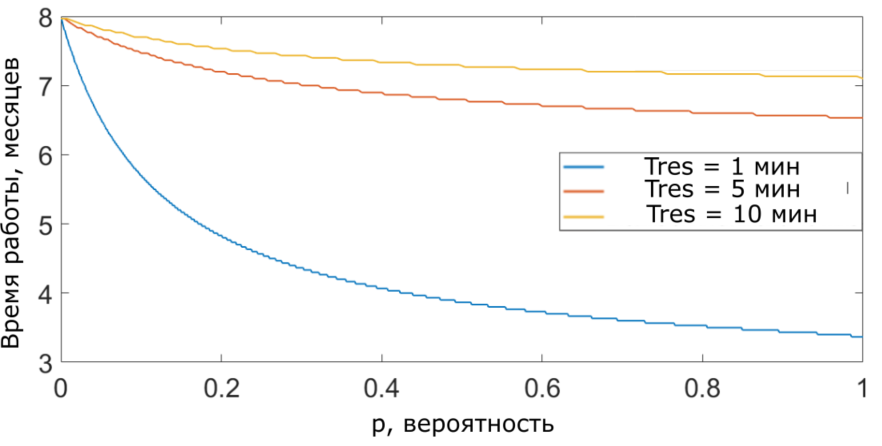 Время работы, месяцев
8
7
6
5
4
3
Tres = 1 мин
Tres = 5 мин
Tres = 10 мин
0 0.2 0.4 0.6 0.8 1
p, вероятность